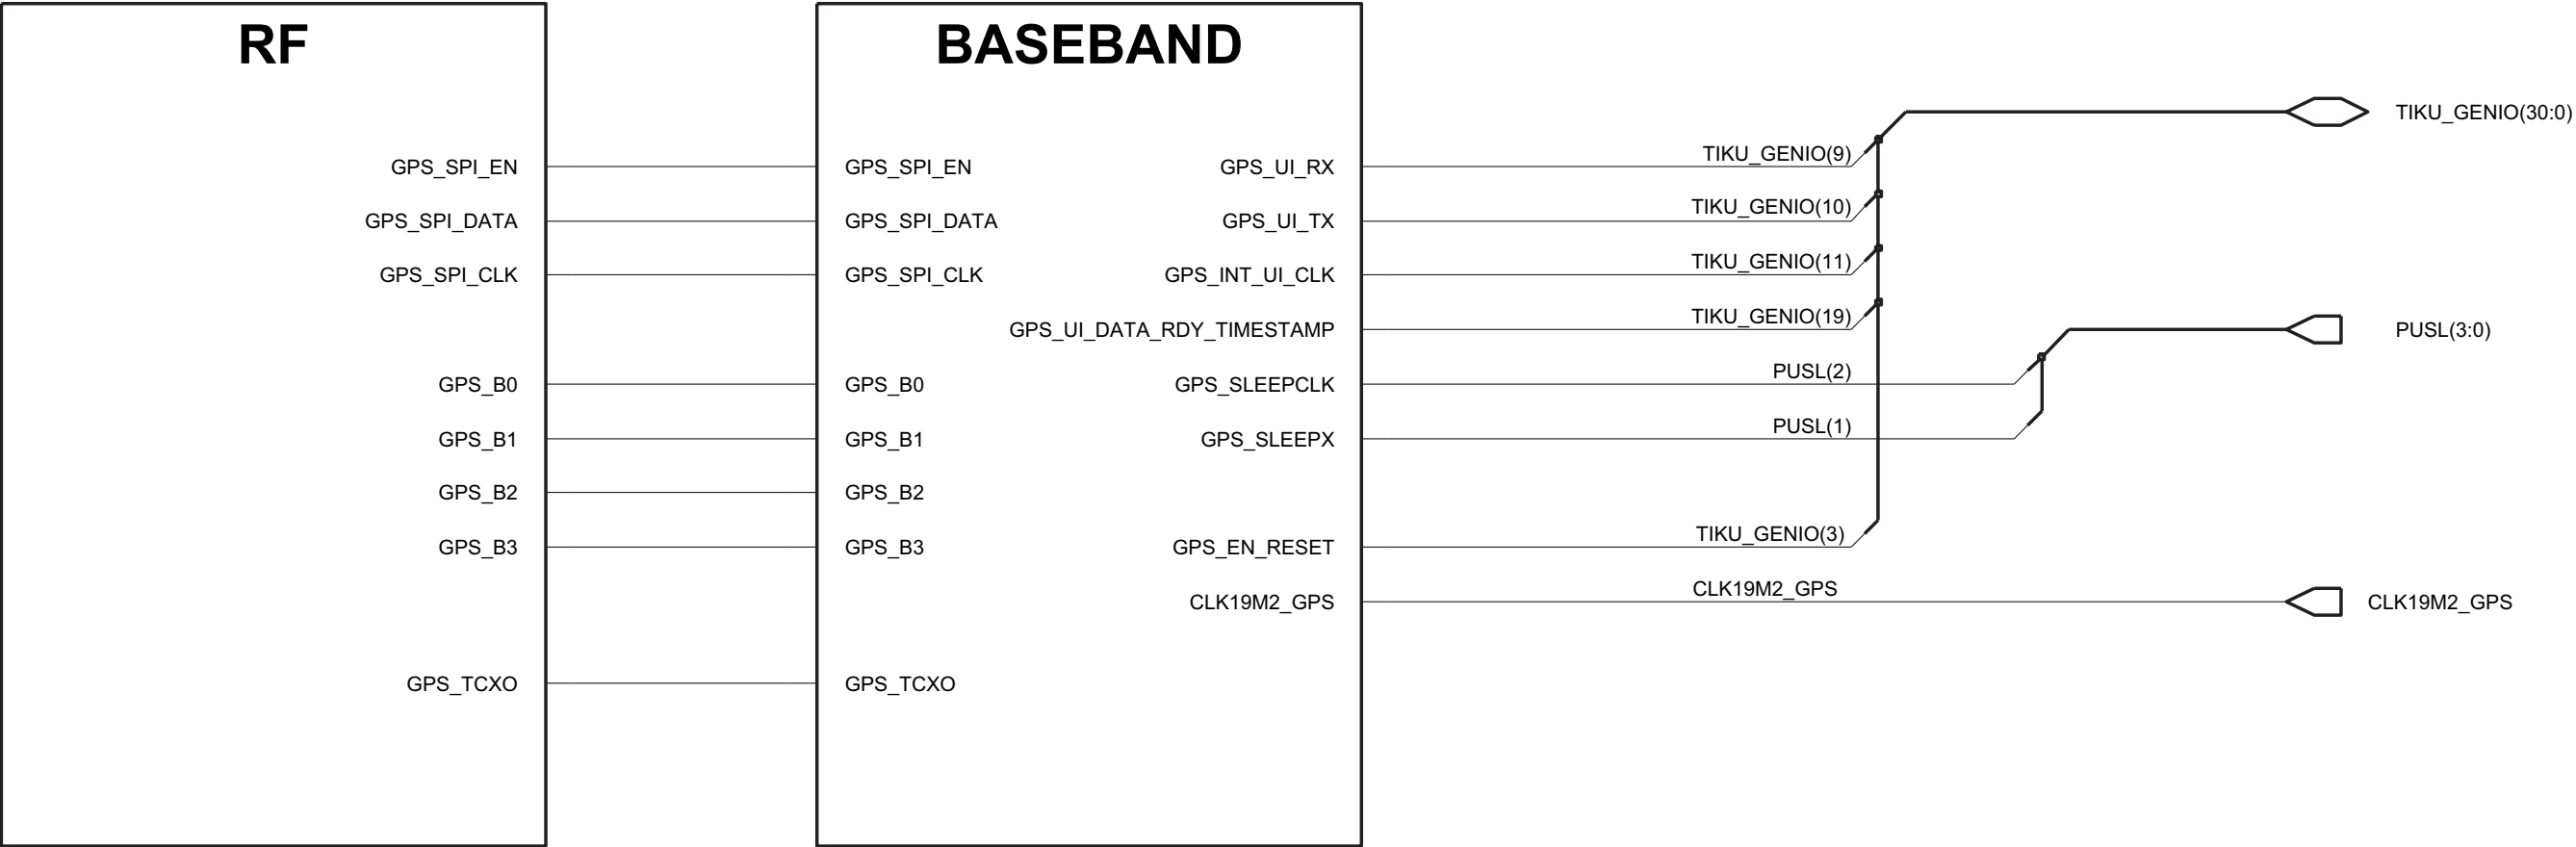 RF
BASEBAND
TIKU_GENIO(30:0)
TIKU_GENIO(9)
GPS_SPI_EN
GPS_SPI_EN
GPS_UI_RX
TIKU_GENIO(10)
GPS_SPI_DATA
GPS_SPI_DATA
GPS_UI_TX
TIKU_GENIO(11)
GPS_SPI_CLK
GPS_SPI_CLK
GPS_INT_UI_CLK
TIKU_GENIO(19)
GPS_UI_DATA_RDY_TIMESTAMP
PUSL(3:0)
PUSL(2)
GPS_B0
GPS_B0
GPS_SLEEPCLK
PUSL(1)
GPS_B1
GPS_B1
GPS_SLEEPX
GPS_B2
GPS_B2
TIKU_GENIO(3)
GPS_B3
GPS_B3
GPS_EN_RESET
CLK19M2_GPS
CLK19M2_GPS
CLK19M2_GPS
GPS_TCXO
GPS_TCXO